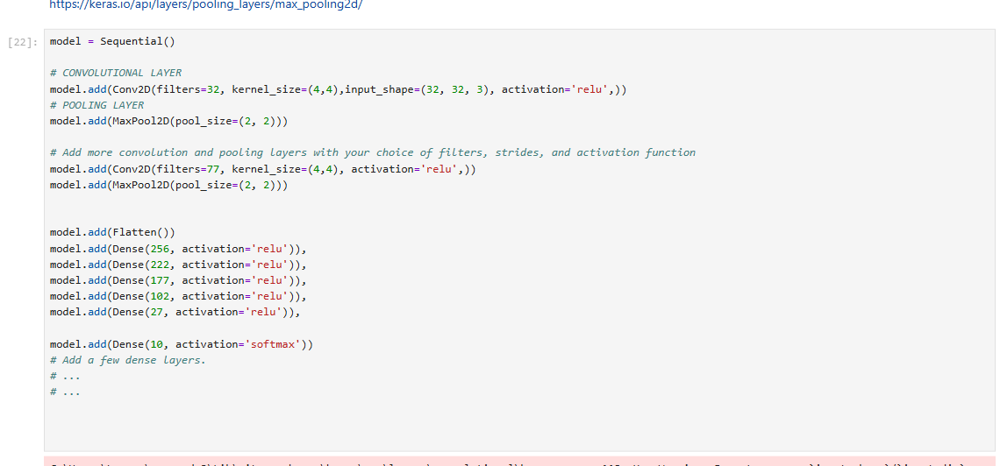 https://keras.io/api/layers/pooling_layers/max_pooling2d/
[22]: model = Sequential()
# CONVOLUTIONAL LAYER
model.add(Conv2D(filters=32, kernel_size=(4,4),input_shape=(32, 32, 3), activation='relu',))
# POOLING LAYER
model.add(MaxPool2D(pool_size=(2, 2)))
# Add more convolution and pooling layers with your choice of filters, strides, and activation function
model.add(Conv2D(filters=77, kernel_size=(4,4), activation='relu',))
model.add(MaxPool2D(pool_size=(2, 2)))
model.add(Flatten())
model.add(Dense(256, activation='relu')),
model.add(Dense(222, activation='relu')),
model.add(Dense(177, activation='relu')),
model.add(Dense(102, activation='relu')),
model.add(Dense(27, activation='relu')),
model.add(Dense(10, activation='softmax'))
# Add a few dense layers.
# ...
# ...